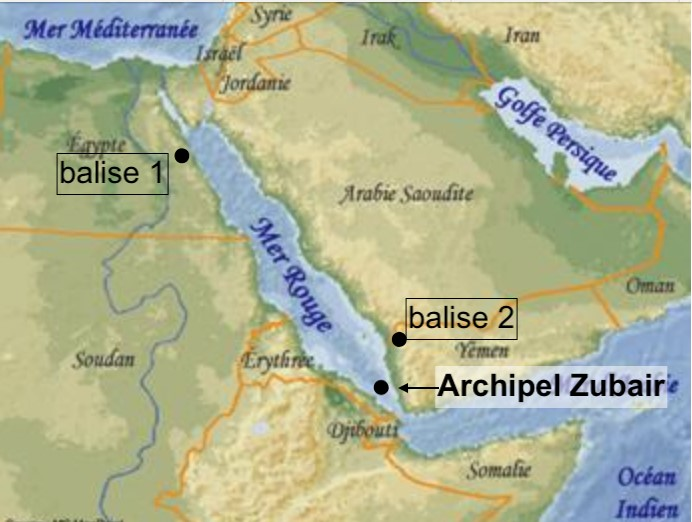 Mer Méditerranée
Syrie
Irak
Iran
Israël
Jordanie
Golfe Persique
Égypte
balise 1
Arabie Saoudite
Mer Rouge
Oman
balise 2
Yémen
Soudan
Érythree
Archipel Zubair
Djibouti
Somalie
Océan
Indien